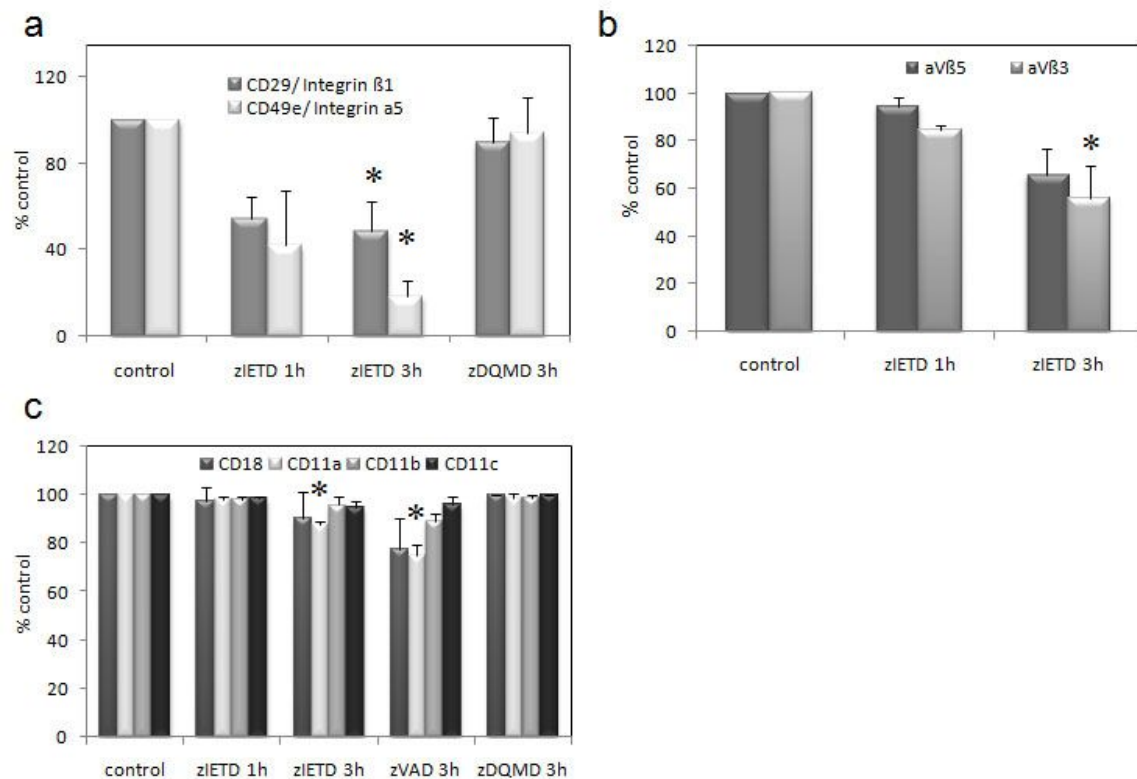 a
CD29/ Integrin ß1
CD49e/ Integrin a5
120
80
40
0
% control
*
*
control zIETD 1h zIETD 3h zDQMD 3h
b
aVß5 aVß3
120
100
80
60
40
20
0
% control
*
control zIETD 1h zIETD 3h
c
CD18 CD11a CD11b CD11c
120
100
80
60
40
20
0
% control
*
*
control zIETD 1h zIETD 3h zVAD 3h zDQMD 3h